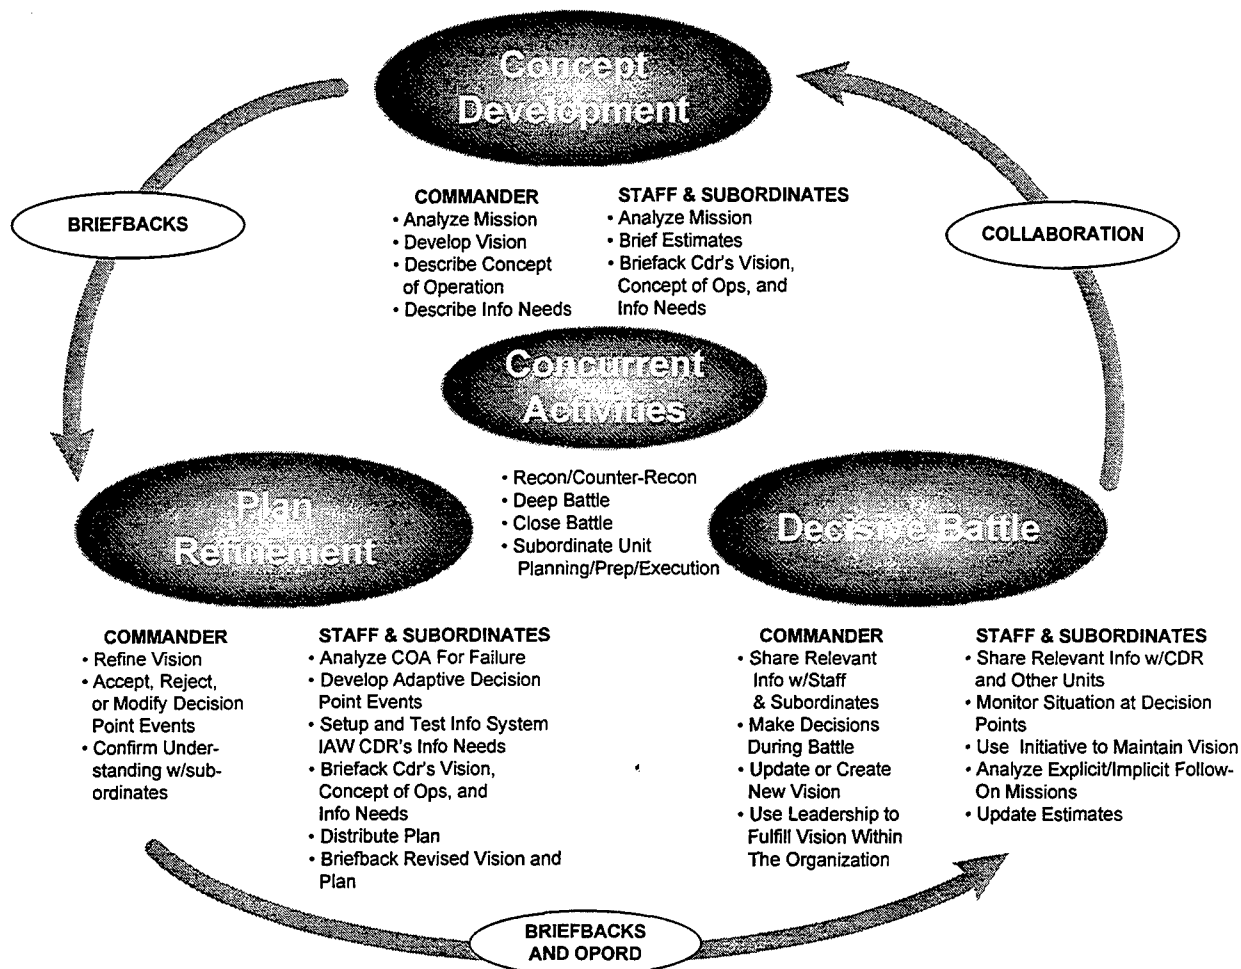 Concept
Development
BRIEFBACKS
COLLABORATION
COMMANDER
• Analyze Mission
• Develop Vision
• Describe Concept
of Operation
• Describe Info Needs
STAFF & SUBORDINATES
• Analyze Mission
• Brief Estimates
• Briefack Cdr's Vision,
Concept of Ops, and
Info Needs
Concurrent
Activities
• Recon/Counter-Recon
• Deep Battle
• Close Battle
• Subordinate Unit
Planning/Prep/Execution
Plan
Refinement
COMMANDER
• Refine Vision
• Accept, Reject,
or Modify Decision
Point Events
• Confirm Under-
standing w/sub-
ordinates
STAFF & SUBORDINATES
• Analyze COA For Failure
• Develop Adaptive Decision
Point Events
• Setup and Test Info System
IAW CDR's Info Needs
• Briefack Cdr's Vision,
Concept of Ops, and
Info Needs
• Distribute Plan
• Briefback Revised Vision and
Plan
Decisive Battle
COMMANDER
• Share Relevant
Info w/Staff
& Subordinates
• Make Decisions
During Battle
• Update or Create
New Vision
• Use Leadership to
Fulfill Vision Within
The Organization
STAFF & SUBORDINATES
• Share Relevant Info w/CDR
and Other Units
• Monitor Situation at Decision
Points
• Use Initiative to Maintain Vision
• Analyze Explicit/Implicit Follow-
On Missions
• Update Estimates
BRIEFBACKS
AND OPORD